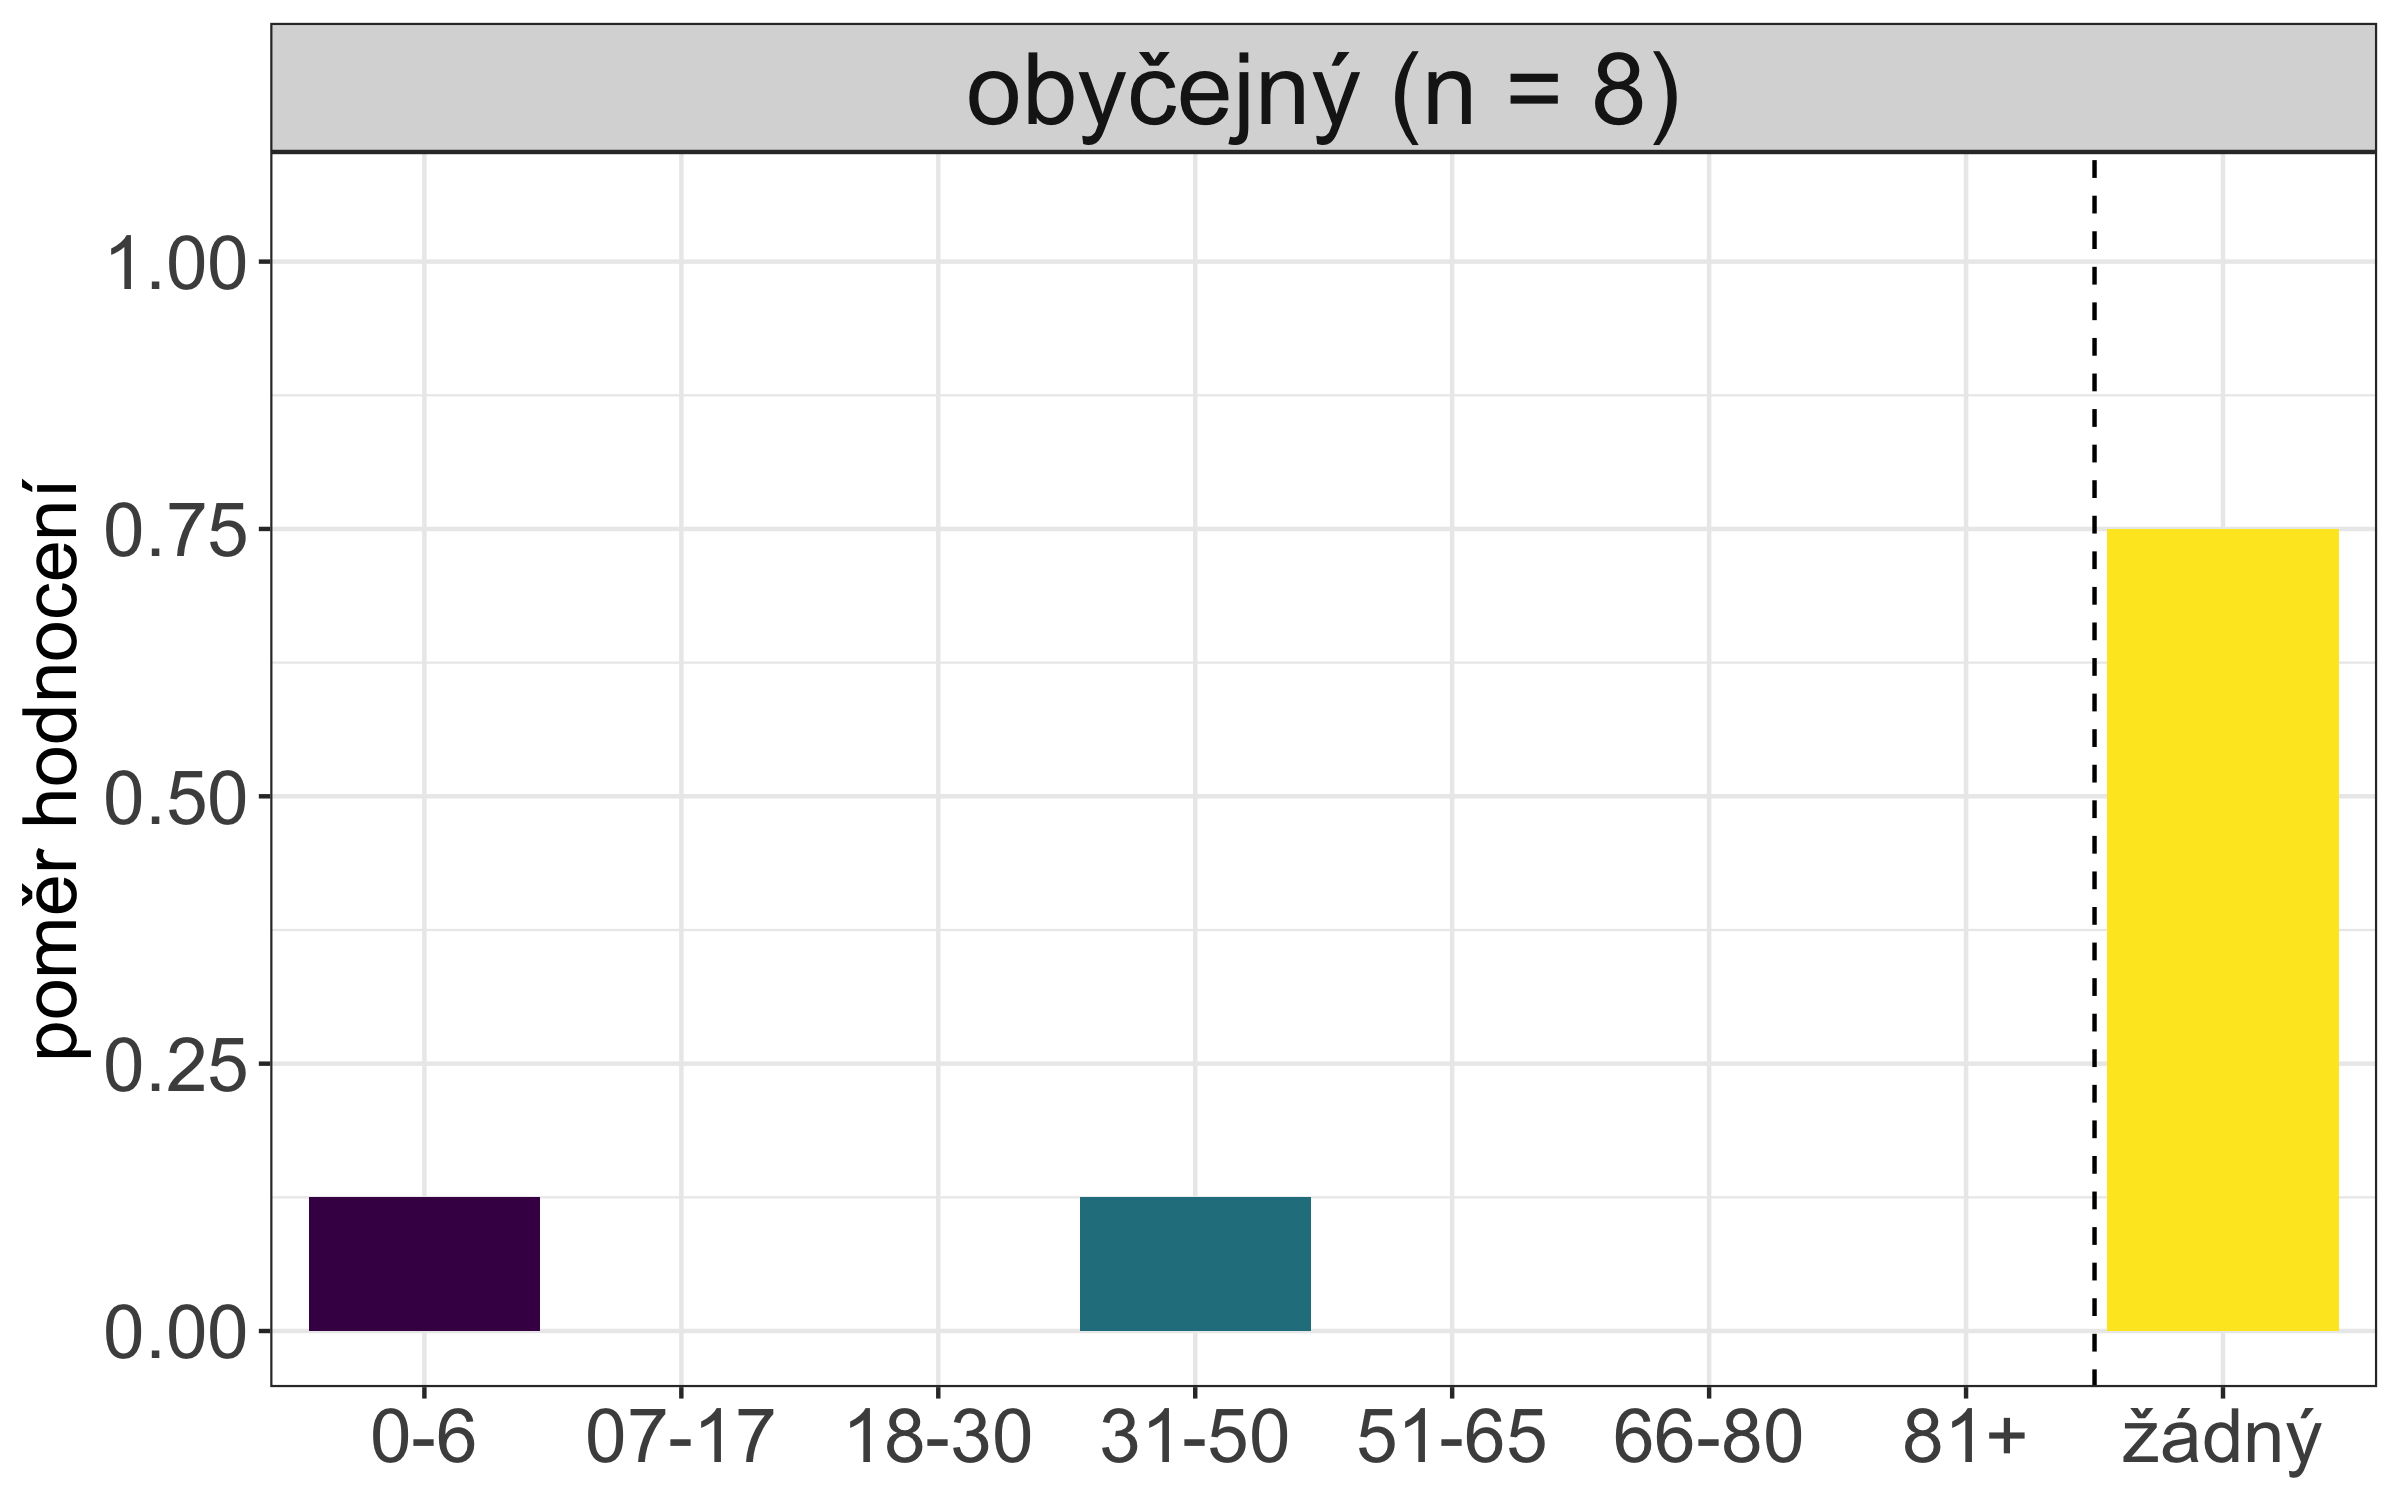 obyčejný (n = 8)
poměr hodnocení
1.00
0.75
0.50
0.25
0.00
0-6 07-17 18-30 31-50 51-65 66-80 81+ žádný